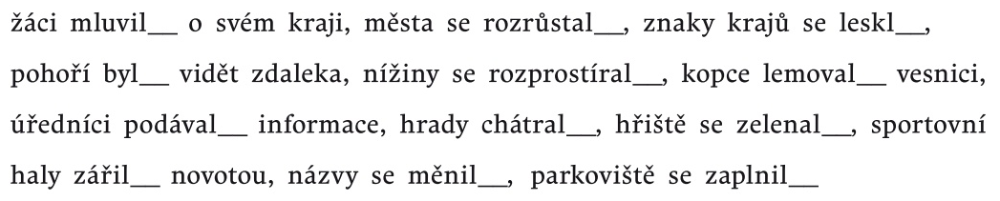 žáci mluvil__ o svém kraji, města se rozrůstal__, znaky krajů se leskl__,
pohoří byl__ vidět zdaleka, nížiny se rozprostíral__, kopce lemoval__ vesnici,
úředníci podával__ informace, hrady chátral__, hřiště se zelenal__, sportovní
haly zářil__ novotou, názvy se měnil__, parkoviště se zaplnil__